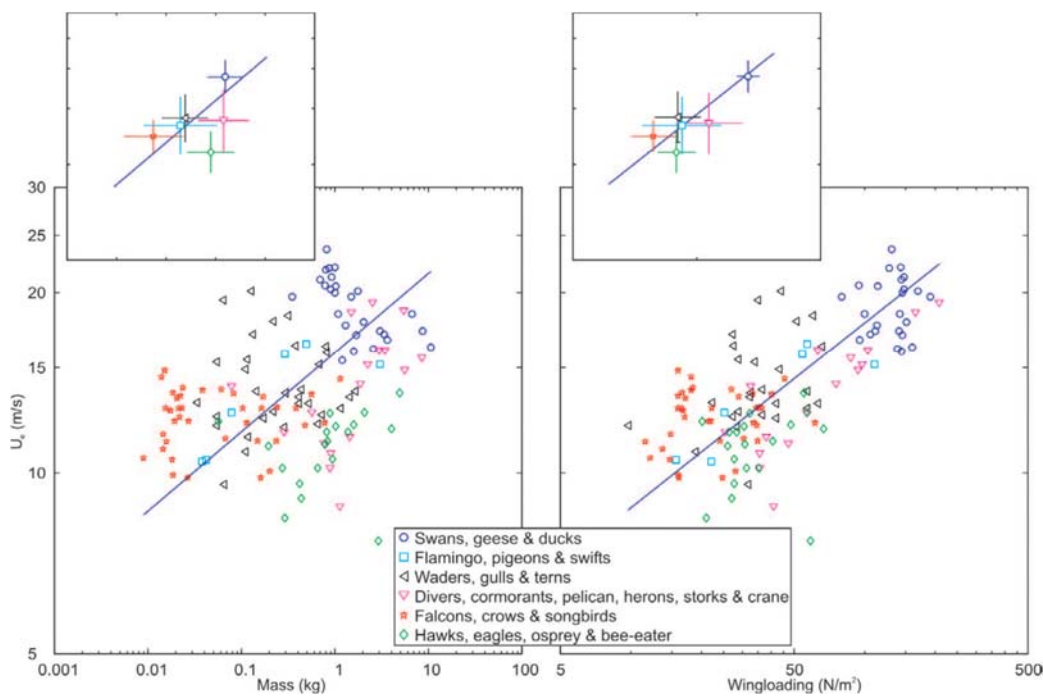 30
25
20
15
10
5
U_e (m/s)
0.001
0.01
0.1
1
10
100
Mass (kg)
5
50
500
Wingloading (N/m²)
Swans, geese & ducks
Flamingo, pigeons & swifts
Waders, gulls & terns
Divers, cormorants, pelican, herons, storks & crane
Falcons, crows & songbirds
Hawks, eagles, osprey & bee-eater